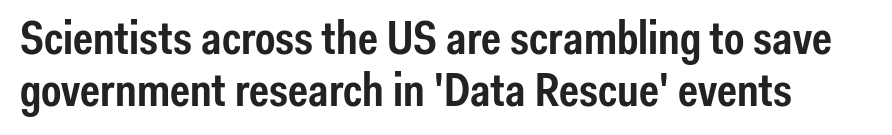 Scientists across the US are scrambling to save
government research in 'Data Rescue' events